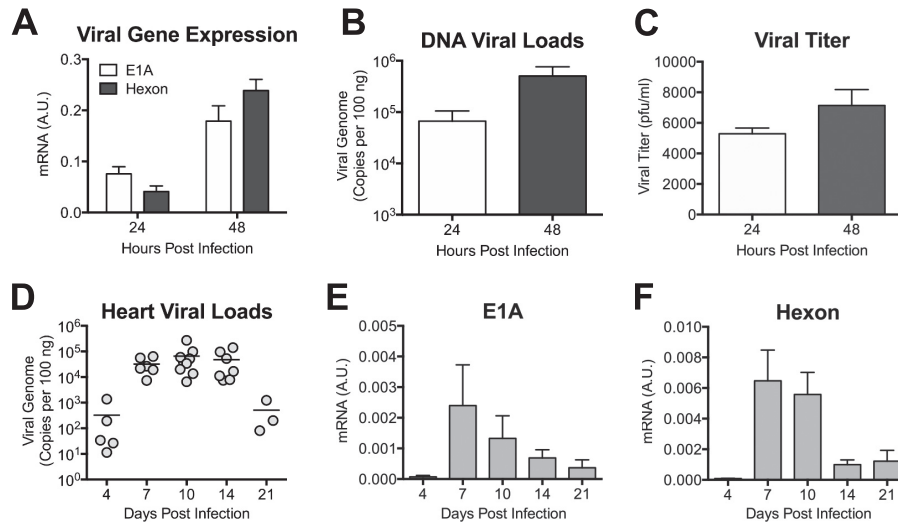 A
Viral Gene Expression
0.3
0.2
0.1
0.0
mRNA (A.U.)
E1A
Hexon
24
48
Hours Post Infection
B
DNA Viral Loads
10⁶
10⁵
10⁴
10³
Viral Genome
(Copies per 100 ng)
24
48
Hours Post Infection
C
Viral Titer
10000
8000
6000
4000
2000
0
Viral Titer (pfu/ml)
24
48
Hours Post Infection
D
Heart Viral Loads
10⁶
10⁵
10⁴
10³
10²
10¹
10⁰
Viral Genome
(Copies per 100 ng)
4 7 10 14 21
Days Post Infection
E
E1A
0.005
0.004
0.003
0.002
0.001
0.000
mRNA (A.U.)
4 7 10 14 21
Days Post Infection
F
Hexon
0.010
0.008
0.006
0.004
0.002
0.000
mRNA (A.U.)
4 7 10 14 21
Days Post Infection